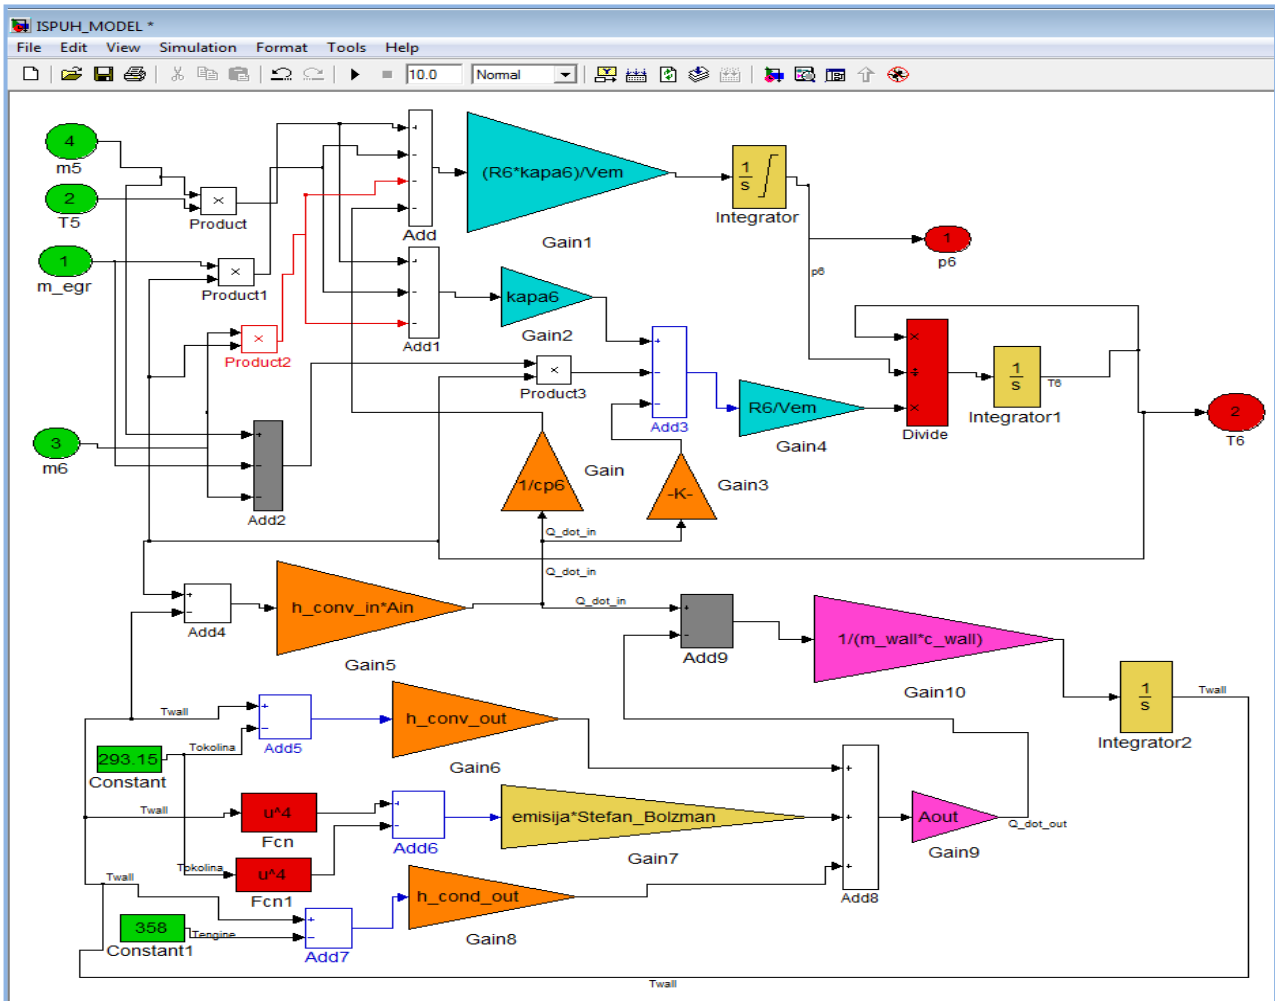 ISPUH_MODEL *
File Edit View Simulation Format Tools Help
10.0 Normal
4
m5
2
T5
Product
1
m_egr
Product1
Product2
3
m6
Add2
Add
(R6*kapa6)/Vem
Gain1
1
s
Integrator
1
p6
p6
Add1
kapa6
Gain2
Product3
Add3
R6/Vem
Gain4
Divide
1
s
Integrator1
T6
2
T6
1/cp6
Gain
-K-
Gain3
Q_dot_in
Q_dot_in
Q_dot_in
Add4
h_conv_in*Ain
Gain5
Add9
1/(m_wall*c_wall)
Gain10
1
s
Integrator2
Twall
Twall
Tokolina
293.15
Constant
Add5
h_conv_out
Gain6
Twall
u^4
Fcn
Tokolina
u^4
Fcn1
Add6
emisija*Stefan_Bolzman
Gain7
Add8
Aout
Gain9
Q_dot_out
Twall
358
Constant1
Tengine
Add7
h_cond_out
Gain8
Twall